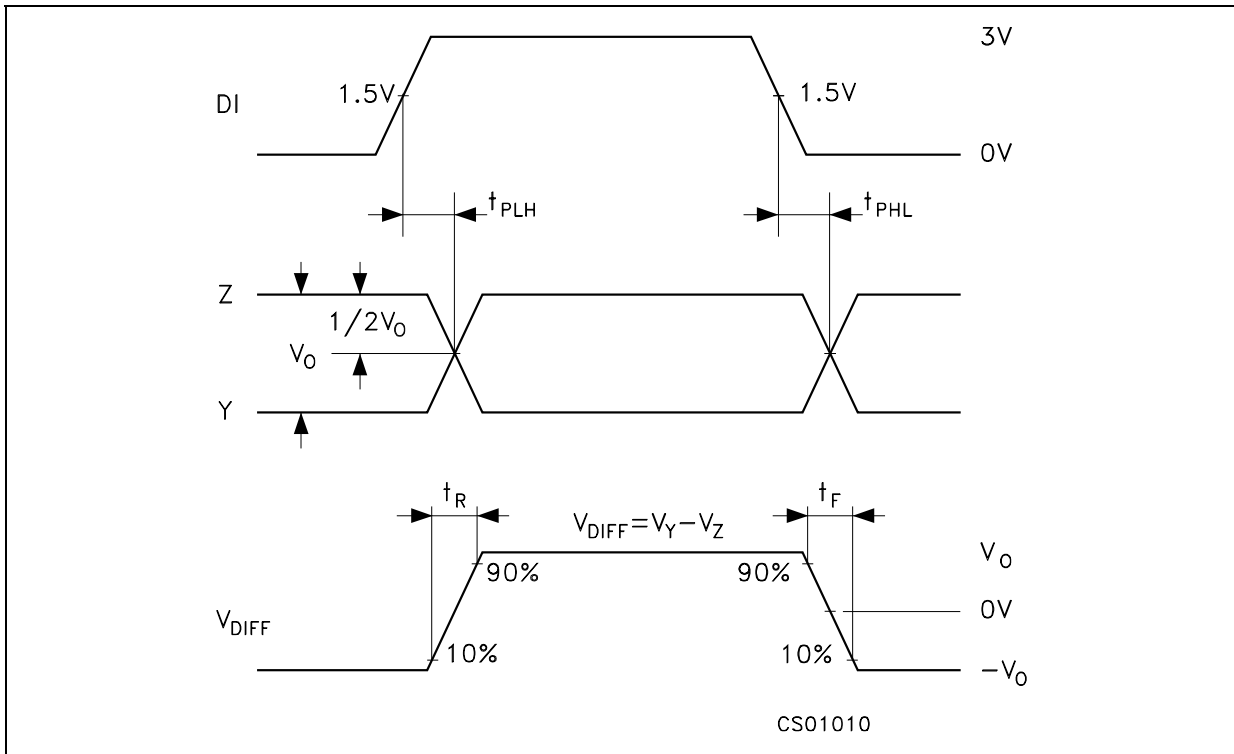 3V
DI
1.5V
1.5V
0V
tPLH
tPHL
Z
1/2VO
VO
Y
tR
tF
VDIFF=VY−VZ
VO
90%
90%
0V
VDIFF
10%
10%
−VO
CS01010